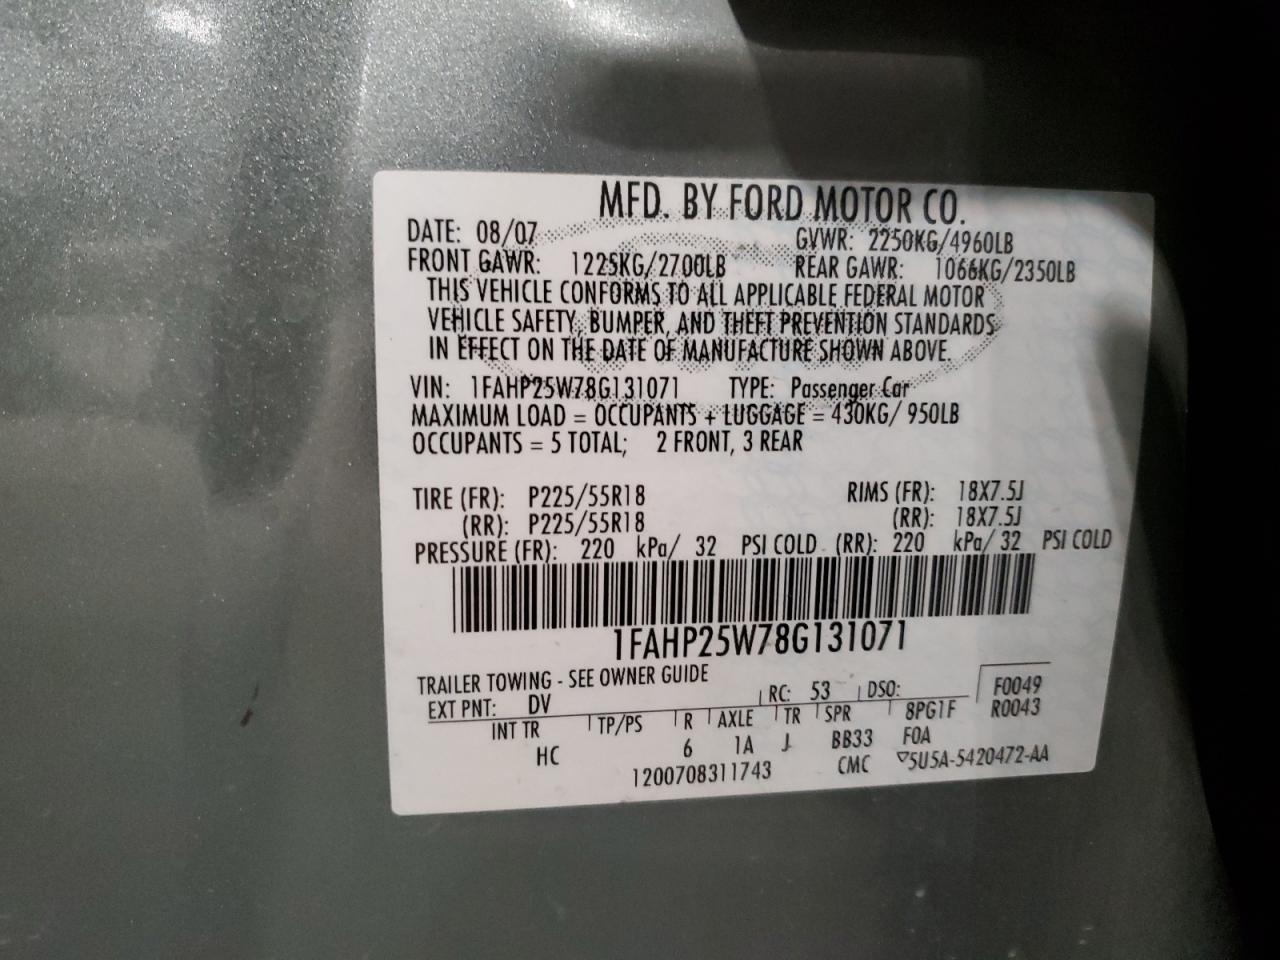 MFD. BY FORD MOTOR CO.
DATE: 08/07 GVWR: 2250KG/4960LB
FRONT GAWR: 1225KG/2700LB REAR GAWR: 1066KG/2350LB
THIS VEHICLE CONFORMS TO ALL APPLICABLE FEDERAL MOTOR
VEHICLE SAFETY, BUMPER, AND THEFT PREVENTION STANDARDS
IN EFFECT ON THE DATE OF MANUFACTURE SHOWN ABOVE.
VIN: 1FAHP25W78G131071 TYPE: Passenger Car
MAXIMUM LOAD = OCCUPANTS + LUGGAGE = 430KG/ 950LB
OCCUPANTS = 5 TOTAL; 2 FRONT, 3 REAR
TIRE (FR): P225/55R18 RIMS (FR): 18X7.5J
(RR): P225/55R18 (RR): 18X7.5J
PRESSURE (FR): 220 kPa/ 32 PSI COLD (RR): 220 kPa/ 32 PSI COLD
1FAHP25W78G131071
TRAILER TOWING - SEE OWNER GUIDE
EXT PNT: DV RC: 53 DSO: F0049
INT TR TP/PS R AXLE TR SPR 8PG1F R0043
HC 6 1A J BB33 FOA
1200708311743 CMC ▽5U5A-5420472-AA